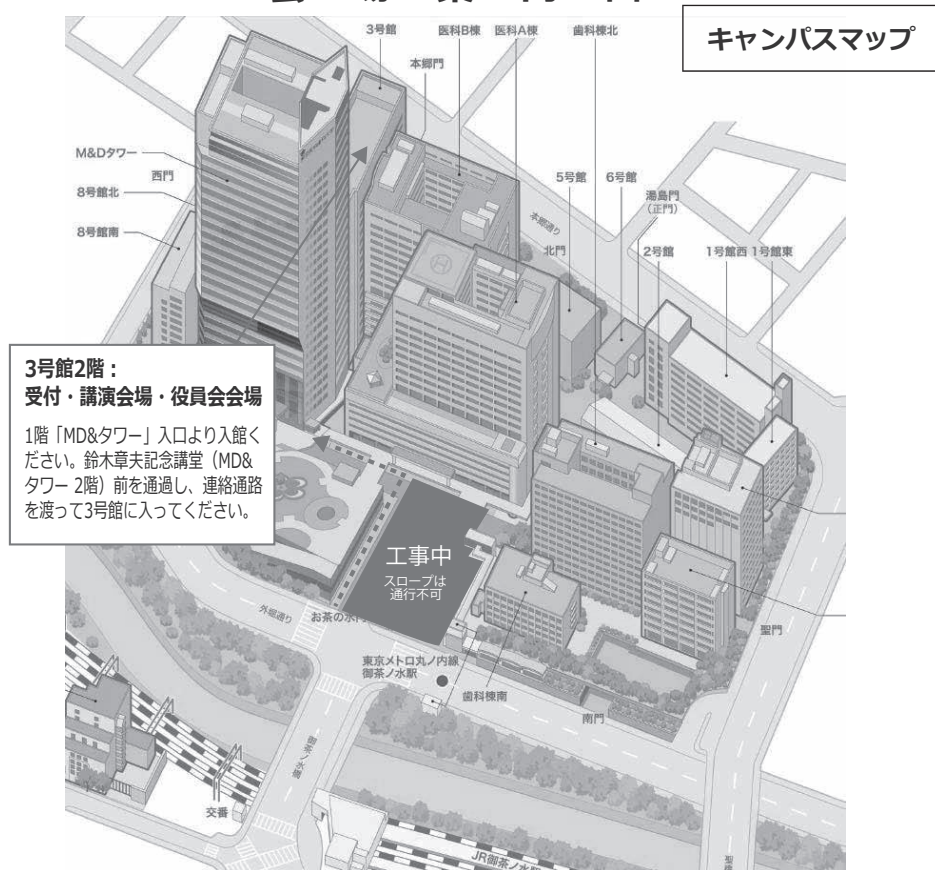 キャンパスマップ
3号館
医科B棟
医科A棟
歯科棟北
本郷門
M&Dタワー
西門
8号館北
8号館南
5号館
6号館
湯島門
(正門)
本郷通り
北門
2号館
1号館西
1号館東
3号館2階:
受付・講演会場・役員会会場
1階「MD&タワー」入口より入館く
ださい。鈴木章夫記念講堂(MD&
タワー 2階)前を通過し、連絡通路
を渡って3号館に入ってください。
工事中
スロープは
通行不可
外堀通り
お茶の水門
聖門
東京メトロ丸ノ内線
御茶ノ水駅
歯科棟南
南門
御茶ノ水橋
交番
JR御茶ノ水駅